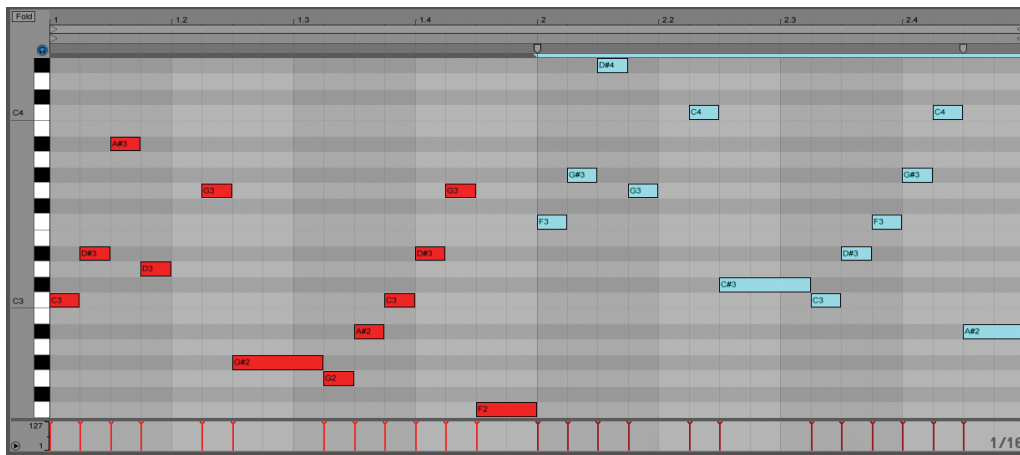 Fold 1 1.2 1.3 1.4 2 2.2 2.3 2.4
D#4
C4 C4 C4
A#3
G#3 G#3
G3 G3 G3
F3 F3
D#3 D#3 D#3
D3
C#3
C3 C3 C3 C3
A#2 A#2
G#2
G2
F2
127
1 1/16